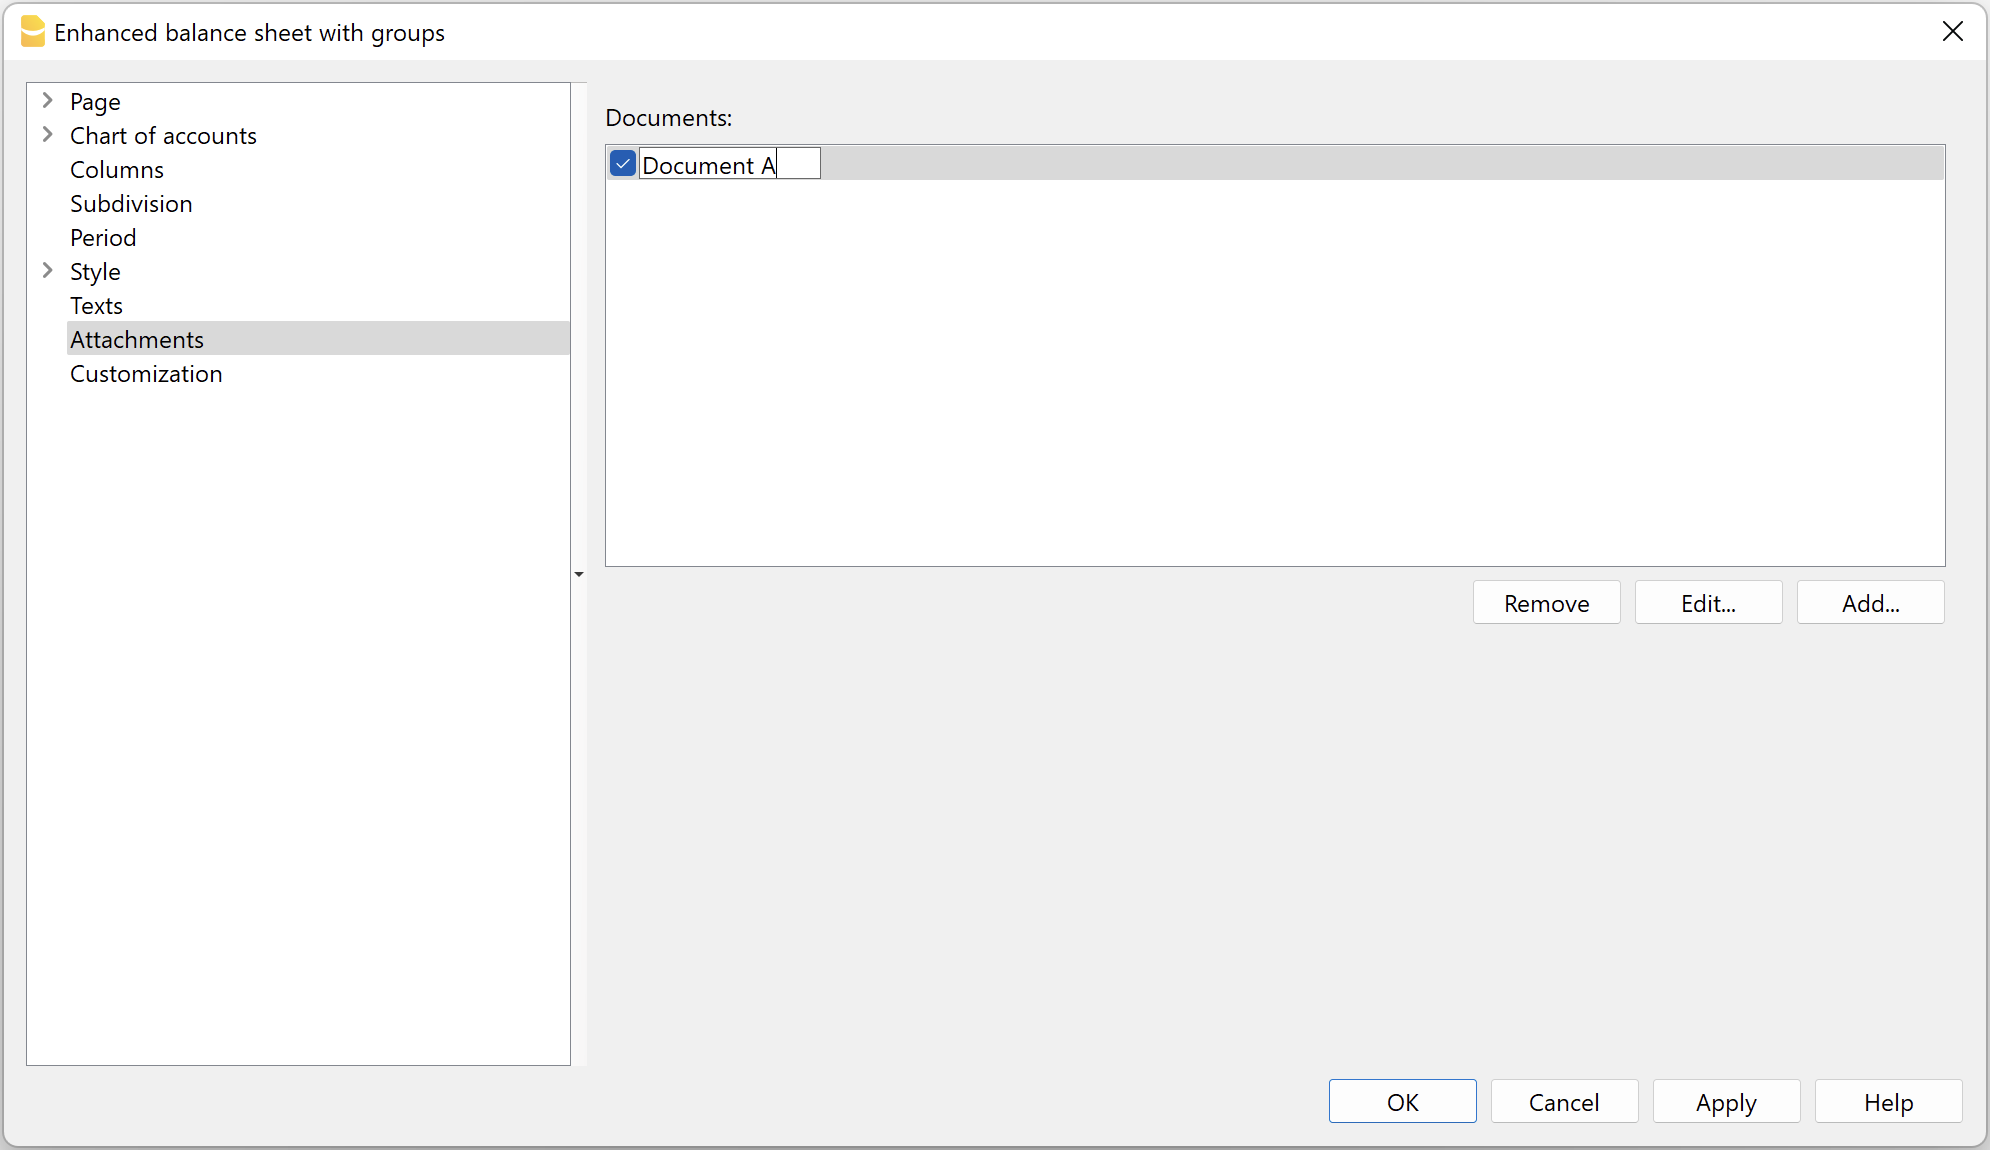 Enhanced balance sheet with groups
Page
Chart of accounts
Columns
Subdivision
Period
Style
Texts
Attachments
Customization
Documents:
Document A
Remove
Edit...
Add...
OK
Cancel
Apply
Help